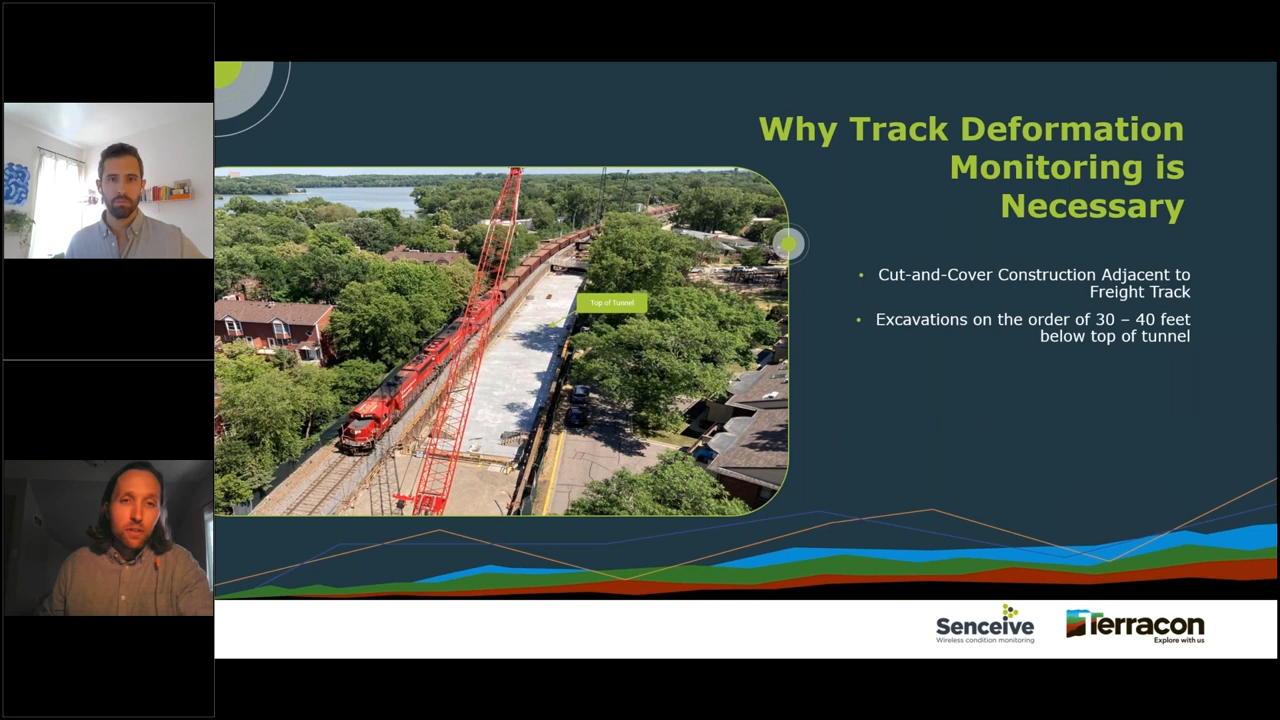 Why Track Deformation
Monitoring is
Necessary
Top of Tunnel
• Cut-and-Cover Construction Adjacent to
Freight Track
• Excavations on the order of 30 – 40 feet
below top of tunnel
Senceive
Wireless condition monitoring
Terracon
Explore with us